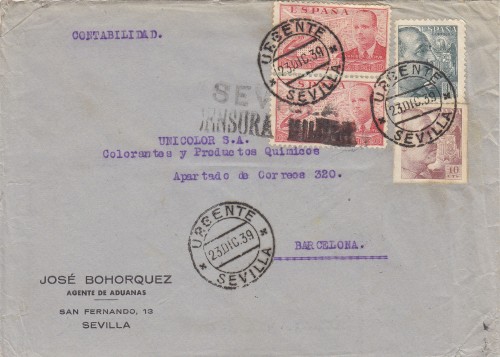 CONTABILIDAD.
ESPAÑA
ESPAÑA
URGENTE
23 DIC. 39
SEVILLA
URGENTE
23 DIC. 39
SEVILLA
10
UNICOLOR S.A.
Colorantes y Productos Químicos
Apartado de Correos 320.
BARCELONA.
URGENTE
23 DIC. 39
SEVILLA
JOSÉ BOHORQUEZ
AGENTE DE ADUANAS
SAN FERNANDO, 13
SEVILLA